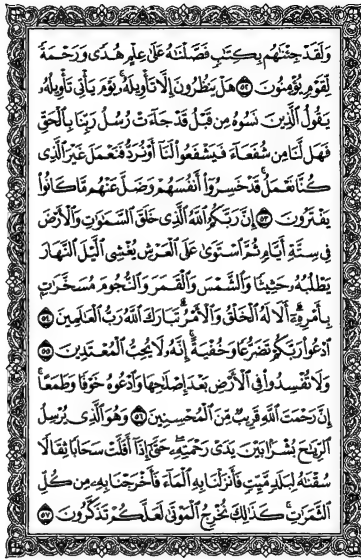 وَلَقَدْ جِئْنَٰهُم بِكِتَٰبٍ فَصَّلْنَٰهُ عَلَىٰ عِلْمٍ هُدًى وَرَحْمَةً
لِّقَوْمٍ يُؤْمِنُونَ ٥٢ هَلْ يَنظُرُونَ إِلَّا تَأْوِيلَهُۥ يَوْمَ يَأْتِى تَأْوِيلُهُۥ
يَقُولُ ٱلَّذِينَ نَسُوهُ مِن قَبْلُ قَدْ جَآءَتْ رُسُلُ رَبِّنَا بِٱلْحَقِّ
فَهَل لَّنَا مِن شُفَعَآءَ فَيَشْفَعُوا۟ لَنَآ أَوْ نُرَدُّ فَنَعْمَلَ غَيْرَ ٱلَّذِى
كُنَّا نَعْمَلُ قَدْ خَسِرُوٓا۟ أَنفُسَهُمْ وَضَلَّ عَنْهُم مَّا كَانُوا۟
يَفْتَرُونَ ٥٣ إِنَّ رَبَّكُمُ ٱللَّهُ ٱلَّذِى خَلَقَ ٱلسَّمَٰوَٰتِ وَٱلْأَرْضَ
فِى سِتَّةِ أَيَّامٍ ثُمَّ ٱسْتَوَىٰ عَلَى ٱلْعَرْشِ يُغْشِى ٱلَّيْلَ ٱلنَّهَارَ
يَطْلُبُهُۥ حَثِيثًا وَٱلشَّمْسَ وَٱلْقَمَرَ وَٱلنُّجُومَ مُسَخَّرَٰتٍۭ
بِأَمْرِهِۦٓ أَلَا لَهُ ٱلْخَلْقُ وَٱلْأَمْرُ تَبَارَكَ ٱللَّهُ رَبُّ ٱلْعَٰلَمِينَ ٥٤
ٱدْعُوا۟ رَبَّكُمْ تَضَرُّعًا وَخُفْيَةً إِنَّهُۥ لَا يُحِبُّ ٱلْمُعْتَدِينَ ٥٥
وَلَا تُفْسِدُوا۟ فِى ٱلْأَرْضِ بَعْدَ إِصْلَٰحِهَا وَٱدْعُوهُ خَوْفًا وَطَمَعًا
إِنَّ رَحْمَتَ ٱللَّهِ قَرِيبٌ مِّنَ ٱلْمُحْسِنِينَ ٥٦ وَهُوَ ٱلَّذِى يُرْسِلُ
ٱلرِّيَٰحَ بُشْرًۢا بَيْنَ يَدَىْ رَحْمَتِهِۦ حَتَّىٰٓ إِذَآ أَقَلَّتْ سَحَابًا ثِقَالًا
سُقْنَٰهُ لِبَلَدٍ مَّيِّتٍ فَأَنزَلْنَا بِهِ ٱلْمَآءَ فَأَخْرَجْنَا بِهِۦ مِن كُلِّ
ٱلثَّمَرَٰتِ كَذَٰلِكَ نُخْرِجُ ٱلْمَوْتَىٰ لَعَلَّكُمْ تَذَكَّرُونَ ٥٧